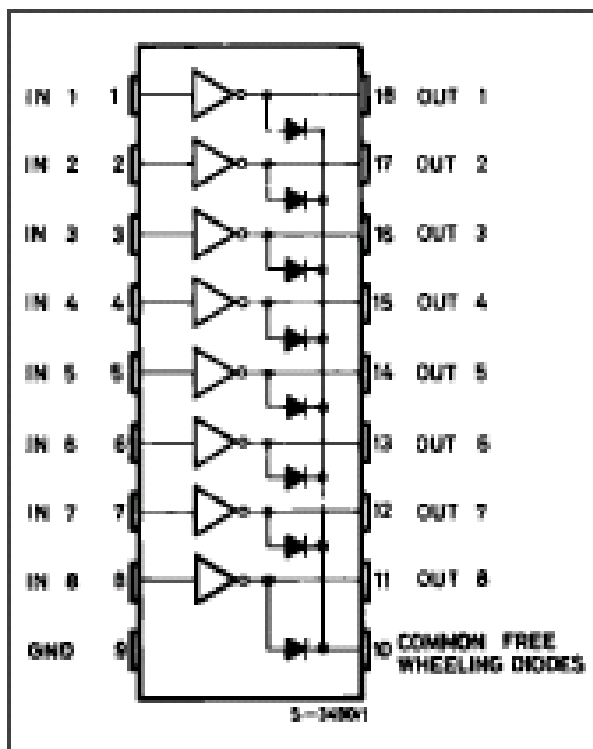 IN 1 1 18 OUT 1
IN 2 2 17 OUT 2
IN 3 3 16 OUT 3
IN 4 4 15 OUT 4
IN 5 5 14 OUT 5
IN 6 6 13 OUT 6
IN 7 7 12 OUT 7
IN 8 8 11 OUT 8
GND 9 10 COMMON FREE
WHEELING DIODES